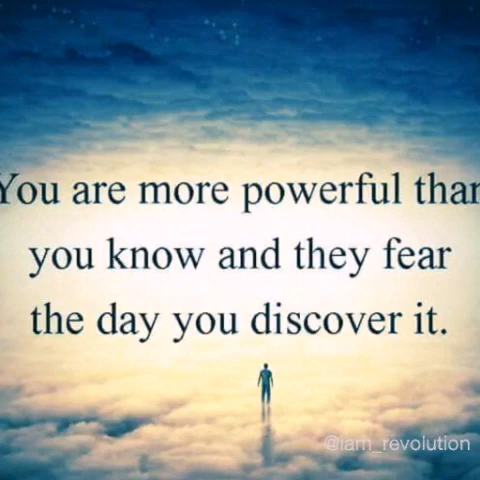 You are more powerful than
you know and they fear
the day you discover it.
@iam_revolution